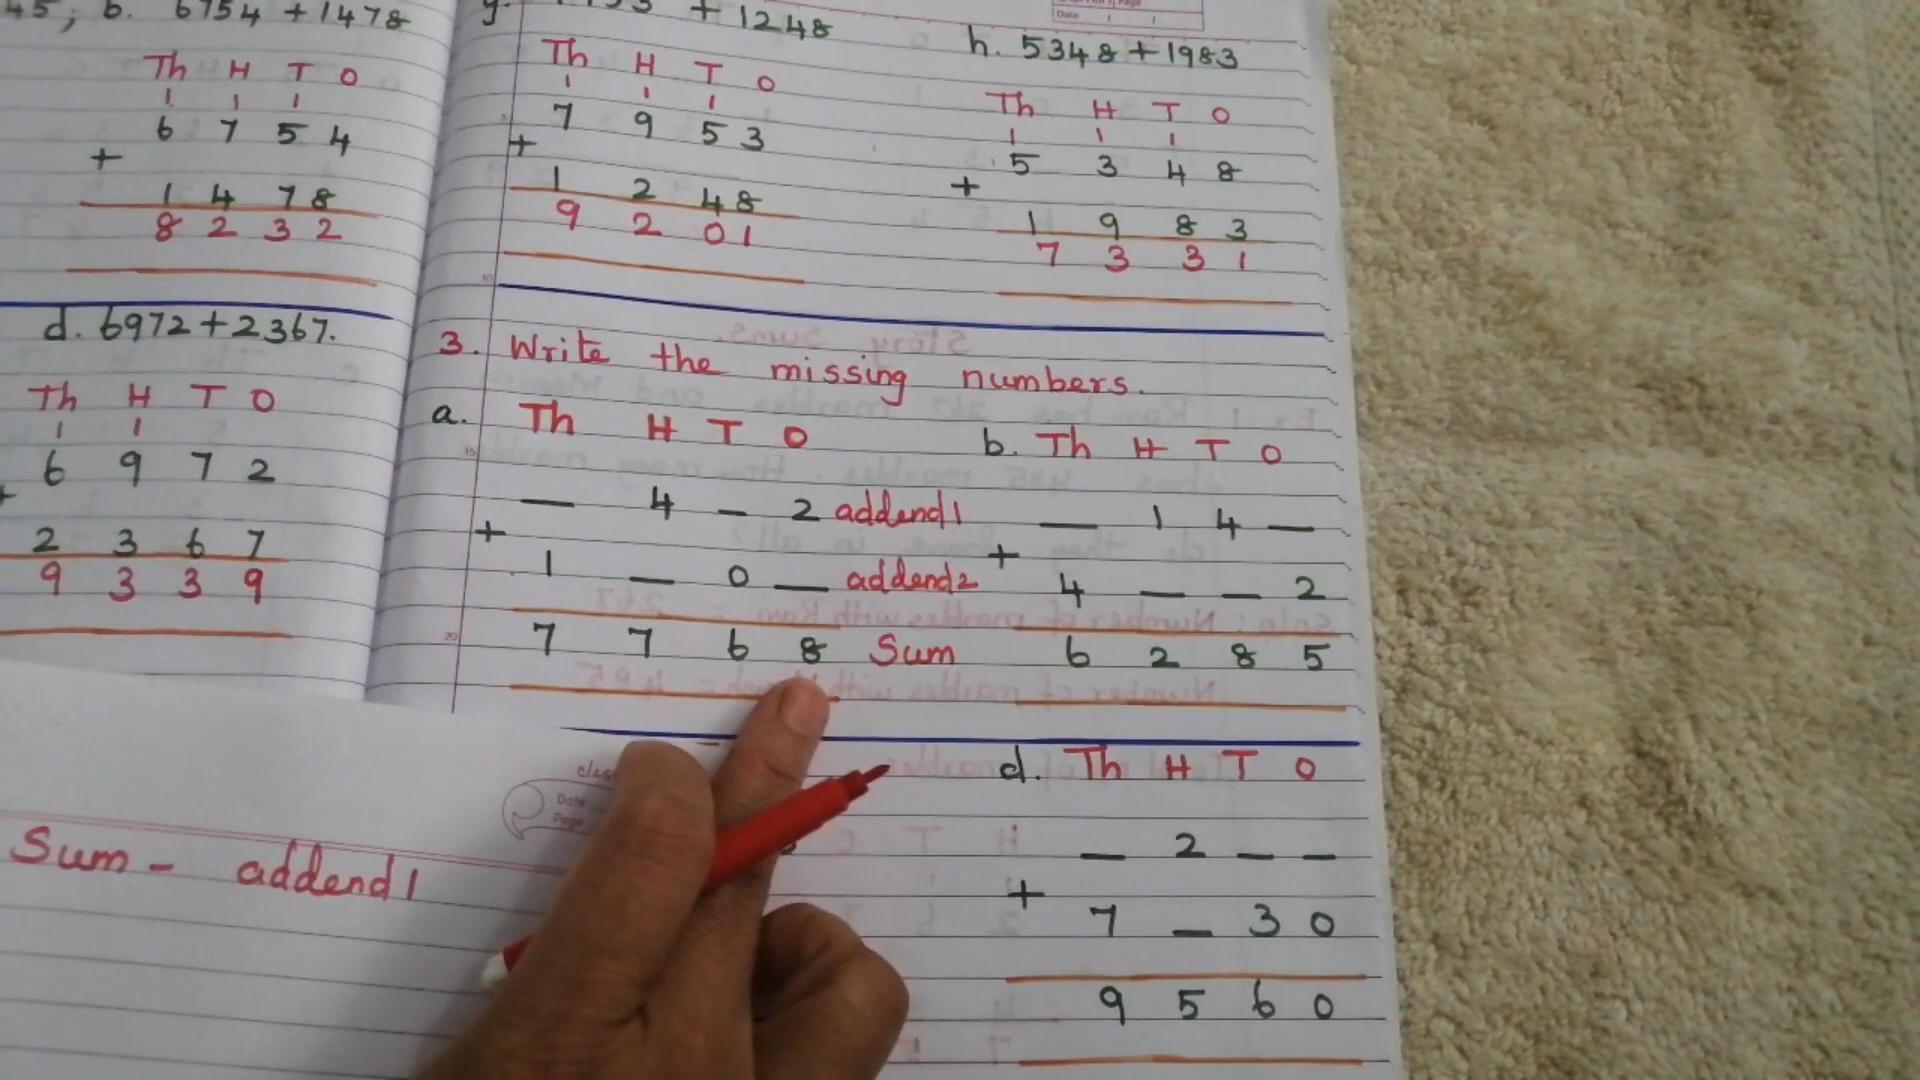 45, b. 6754 + 1478
Th H T O
1 1 1
6 7 5 4
+
1 4 7 8
8 2 3 2
d. 6972 + 2367.
Th H T O
1 1
6 9 7 2
+
2 3 6 7
9 3 3 9
g. + 1248
Th H T O
1 1 1
7 9 5 3
+
1 2 4 8
9 2 0 1
h. 5348 + 1983
Th H T O
1 1 1
5 3 4 8
+
1 9 8 3
7 3 3 1
Date
3. Write the missing numbers.
a. Th H T O
_ 4 _ 2 addend1
+
1 _ 0 _ addend2
7 7 6 8 Sum
b. Th H T O
_ 1 4 _
+
4 _ _ 2
6 2 8 5
d. Th H T O
_ 2 _ _
+
7 _ 3 0
9 5 6 0
Date
Page
Sum - addend1